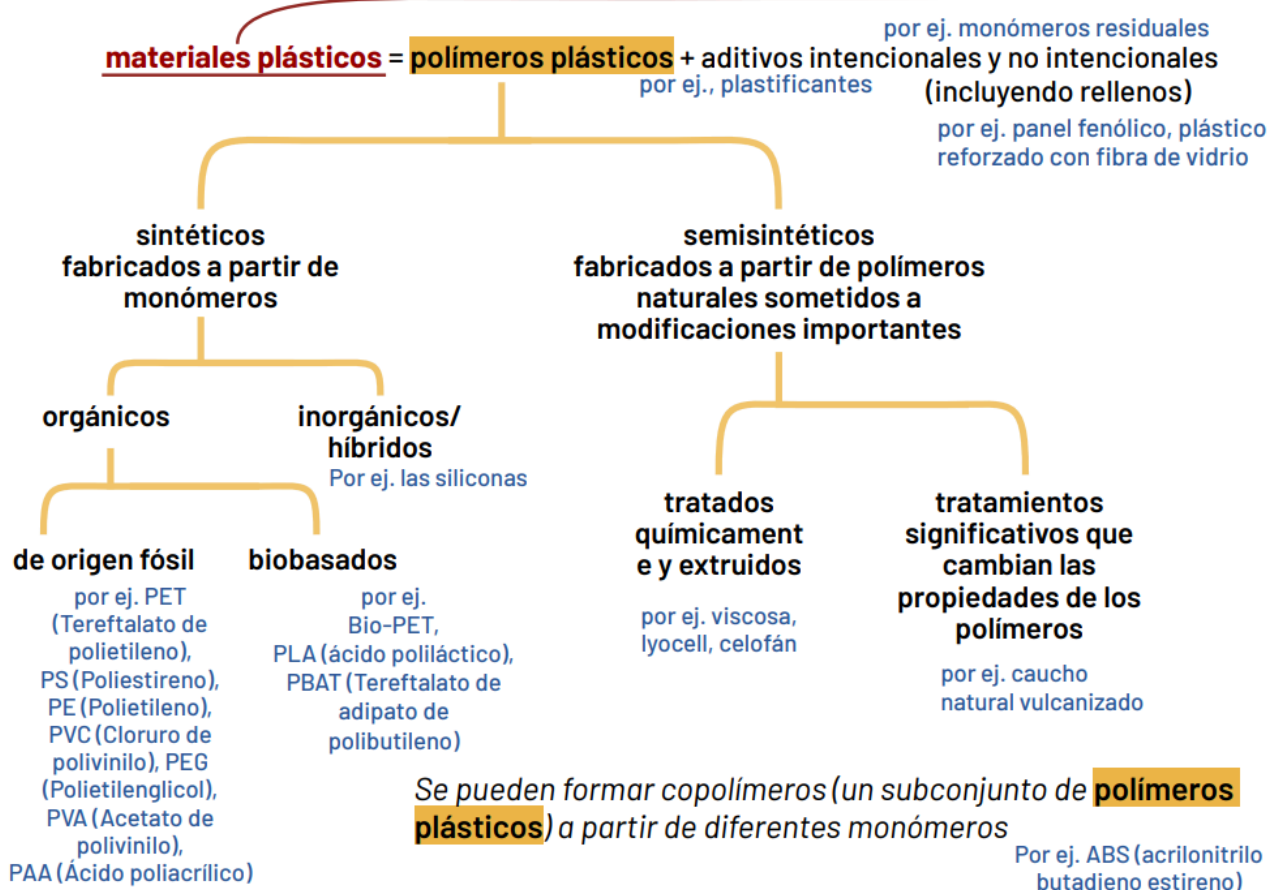 por ej. monómeros residuales
materiales plásticos = polímeros plásticos + aditivos intencionales y no intencionales
por ej., plastificantes
(incluyendo rellenos)
por ej. panel fenólico, plástico
reforzado con fibra de vidrio
sintéticos
fabricados a partir de
monómeros
semisintéticos
fabricados a partir de polímeros
naturales sometidos a
modificaciones importantes
orgánicos
inorgánicos/
híbridos
Por ej. las siliconas
de origen fósil
por ej. PET
(Tereftalato de
polietileno),
PS (Poliestireno),
PE (Polietileno),
PVC (Cloruro de
polivinilo), PEG
(Polietilenglicol),
PVA (Acetato de
polivinilo),
PAA (Ácido poliacrílico)
biobasados
por ej.
Bio-PET,
PLA (ácido poliláctico),
PBAT (Tereftalato de
adipato de
polibutileno)
tratados
químicament
e y extruidos
por ej. viscosa,
lyocell, celofán
tratamientos
significativos que
cambian las
propiedades de los
polímeros
por ej. caucho
natural vulcanizado
Se pueden formar copolímeros (un subconjunto de polímeros
plásticos) a partir de diferentes monómeros
Por ej. ABS (acrilonitrilo
butadieno estireno)